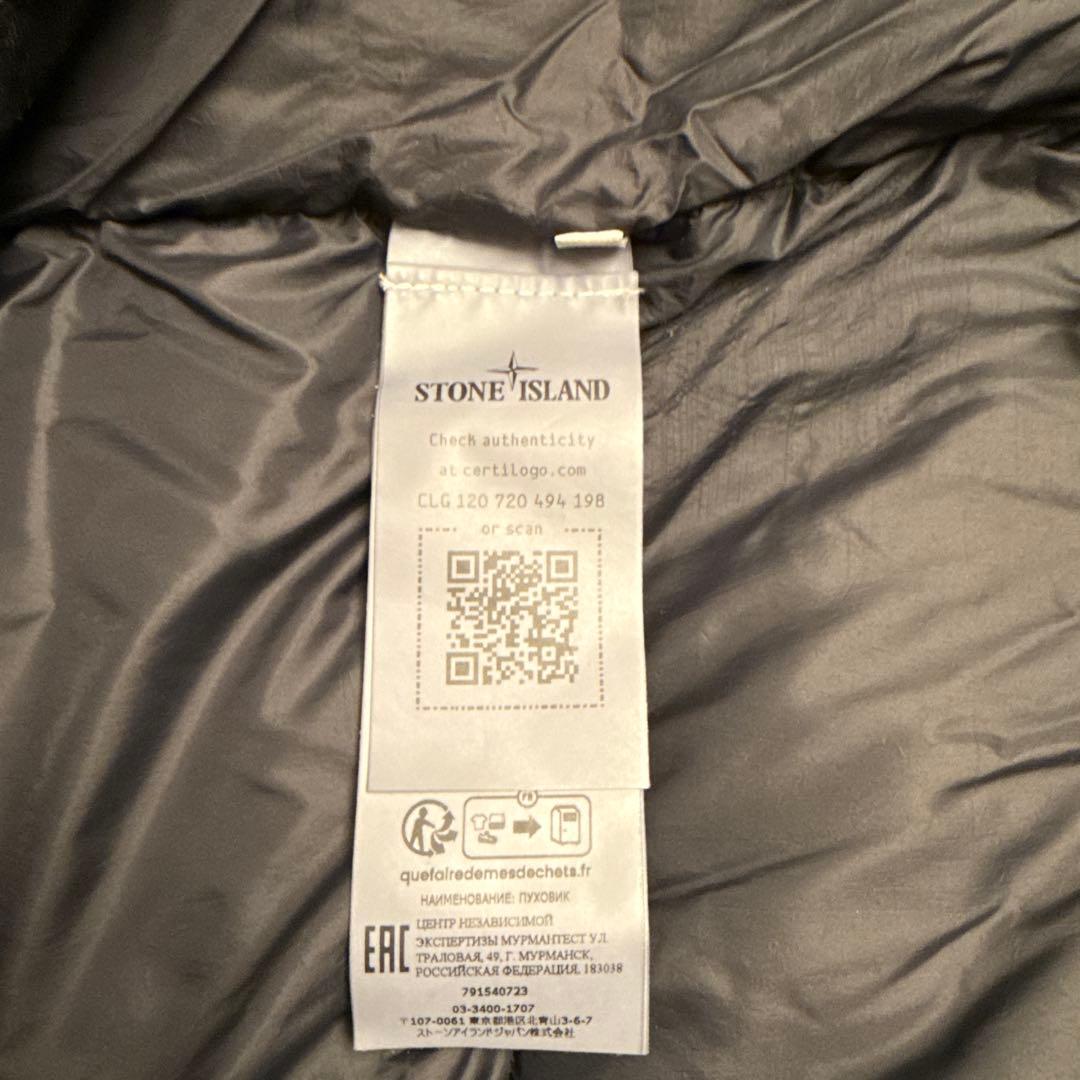 STONE ISLAND
Check authenticity
at certilogo.com
CLG 120 720 494 198
or scan
FR
quefairedemesdechets.fr
НАИМЕНОВАНИЕ: ПУХОВИК
EAC
ЦЕНТР НЕЗАВИСИМОЙ
ЭКСПЕРТИЗЫ МУРМАНТЕСТ УЛ.
ТРАЛОВАЯ, 49, Г. МУРМАНСК,
РОССИЙСКАЯ ФЕДЕРАЦИЯ. 183038
791540723
03-3400-1707
〒107-0061 東京都港区北青山3-6-7
ストーンアイランドジャパン株式会社